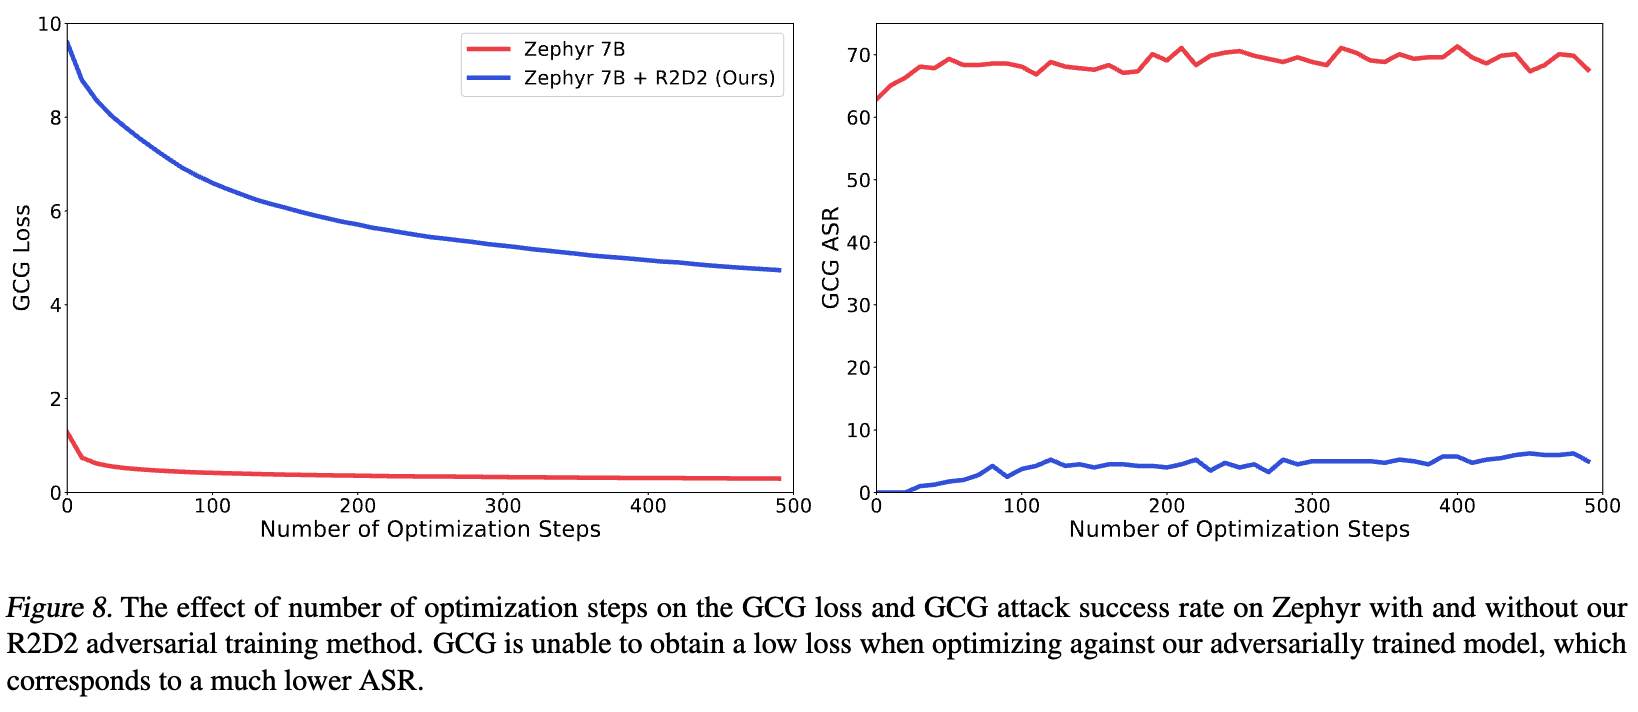 10
8
6
4
2
0
GCG Loss
0 100 200 300 400 500
Number of Optimization Steps
Zephyr 7B
Zephyr 7B + R2D2 (Ours)
70
60
50
40
30
20
10
0
GCG ASR
0 100 200 300 400 500
Number of Optimization Steps
Figure 8. The effect of number of optimization steps on the GCG loss and GCG attack success rate on Zephyr with and without our
R2D2 adversarial training method. GCG is unable to obtain a low loss when optimizing against our adversarially trained model, which
corresponds to a much lower ASR.